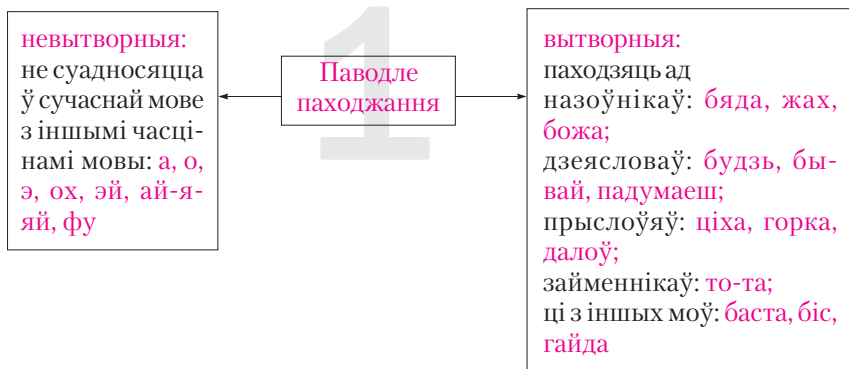 невытворныя:
не суадносяцца
ў сучаснай мове
з іншымі часці-
намі мовы: а, о,
э, ох, эй, ай-я-
яй, фу
1
Паводле
паходжання
вытворныя:
паходзяць ад
назоўнікаў: бяда, жах,
божа;
дзеясловаў: будзь, бы-
вай, падумаеш;
прыслоўяў: ціха, горка,
далоў;
займеннікаў: то-та;
ці з іншых моў: баста, біс,
гайда